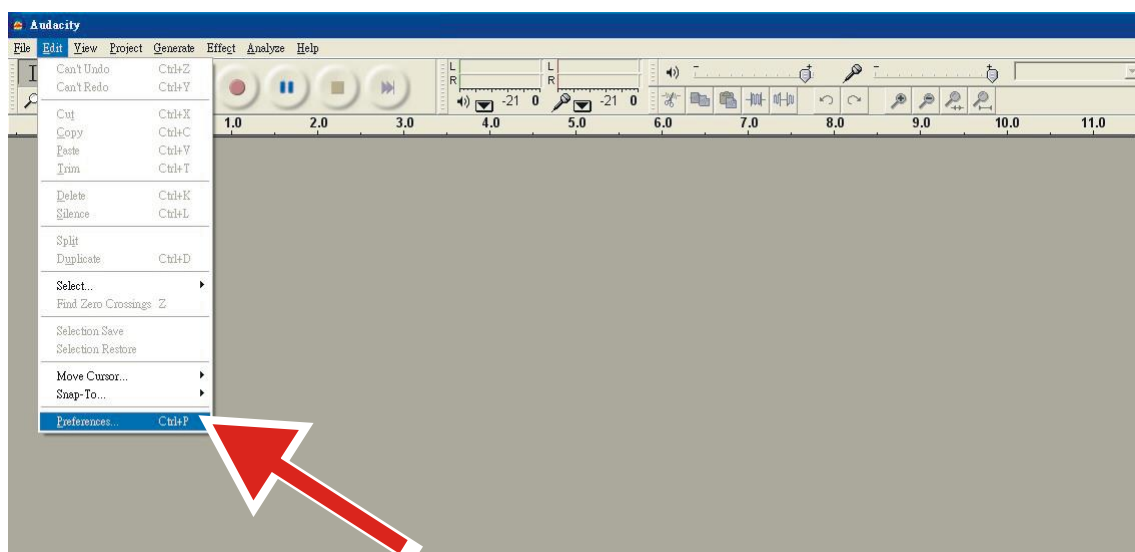 Audacity
File Edit View Project Generate Effect Analyze Help
Can't Undo Ctrl+Z
Can't Redo Ctrl+Y
Cut Ctrl+X
Copy Ctrl+C
Paste Ctrl+V
Trim Ctrl+T
Delete Ctrl+K
Silence Ctrl+L
Split
Duplicate Ctrl+D
Select...
Find Zero Crossings Z
Selection Save
Selection Restore
Move Cursor...
Snap-To...
Preferences... Ctrl+P
L L
R R
-21 0 -21 0
1.0 2.0 3.0 4.0 5.0 6.0 7.0 8.0 9.0 10.0 11.0